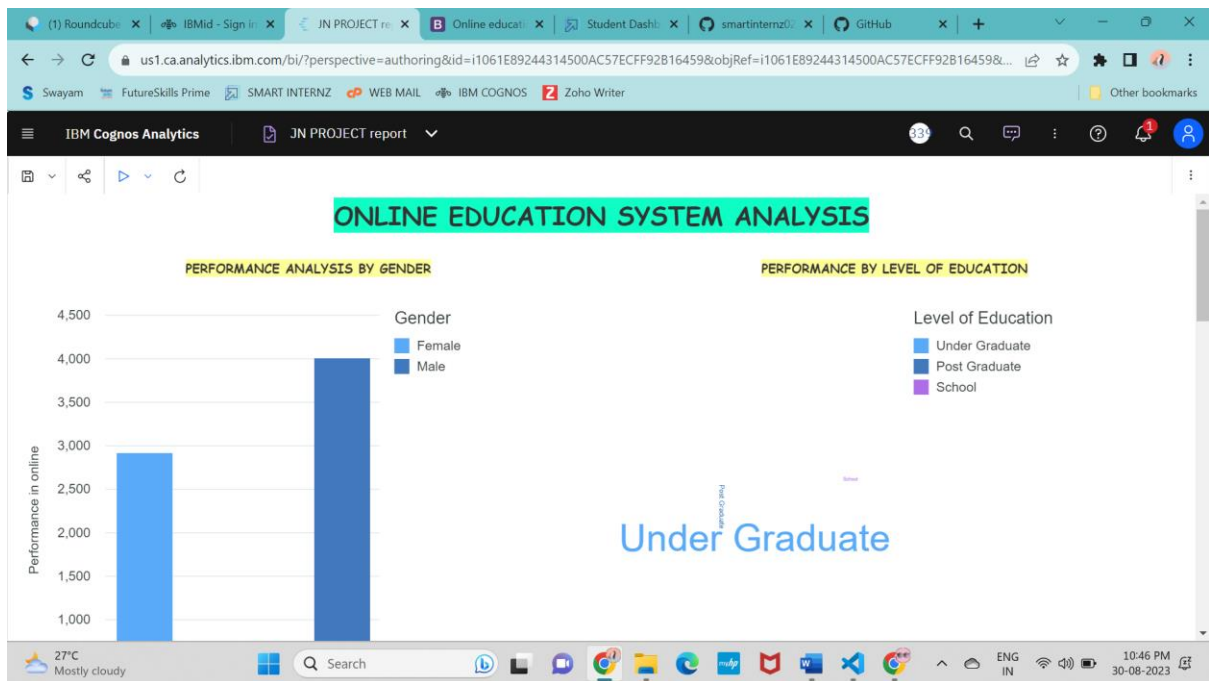 (1) Roundcube
IBMid - Sign in
JN PROJECT re
Online educati
Student Dashb
smartinternz02
GitHub
us1.ca.analytics.ibm.com/bi/?perspective=authoring&id=i1061E89244314500AC57ECFF92B16459&objRef=i1061E89244314500AC57ECFF92B16459&...
Swayam
FutureSkills Prime
SMART INTERNZ
WEB MAIL
IBM COGNOS
Zoho Writer
Other bookmarks
IBM Cognos Analytics
JN PROJECT report
339
1
ONLINE EDUCATION SYSTEM ANALYSIS
PERFORMANCE ANALYSIS BY GENDER
PERFORMANCE BY LEVEL OF EDUCATION
4,500
4,000
3,500
3,000
2,500
2,000
1,500
1,000
Performance in online
Gender
Female
Male
Level of Education
Under Graduate
Post Graduate
School
School
Post Graduate
Under Graduate
27°C
Mostly cloudy
Search
ENG
IN
10:46 PM
30-08-2023